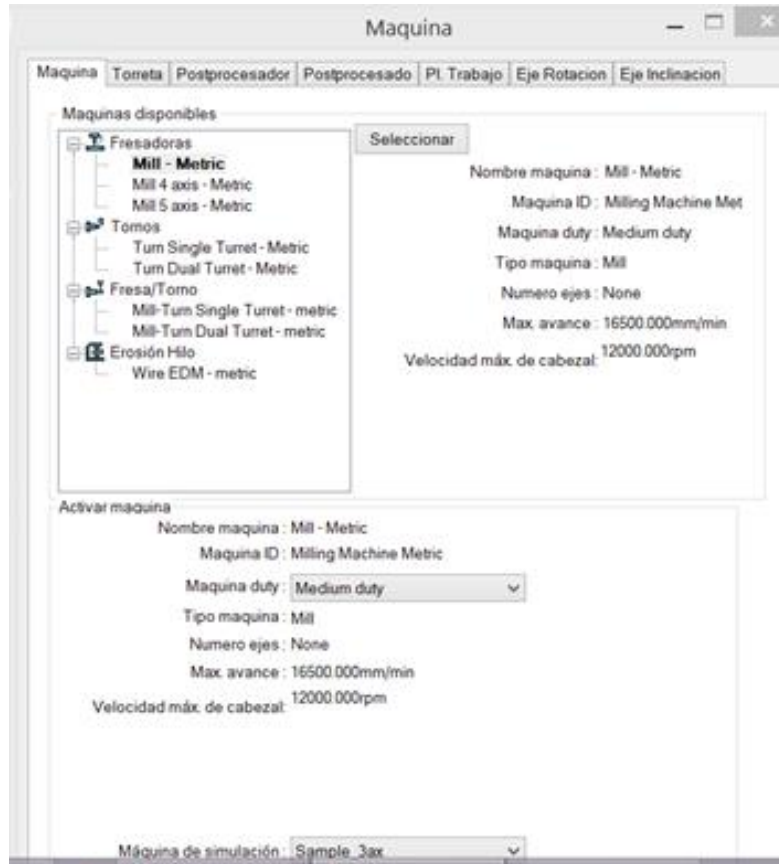 Maquina
Maquina Torreta Postprocesador Postprocesado Pl. Trabajo Eje Rotacion Eje Inclinacion
Maquinas disponibles
Fresadoras
Mill - Metric
Mill 4 axis - Metric
Mill 5 axis - Metric
Tornos
Turn Single Turret - Metric
Turn Dual Turret - Metric
Fresa/Torno
Mill-Turn Single Turret - metric
Mill-Turn Dual Turret - metric
Erosión Hilo
Wire EDM - metric
Seleccionar
Nombre maquina : Mill - Metric
Maquina ID : Milling Machine Met
Maquina duty : Medium duty
Tipo maquina : Mill
Numero ejes : None
Max. avance : 16500.000mm/min
Velocidad máx. de cabezal: 12000.000rpm
Activar maquina
Nombre maquina : Mill - Metric
Maquina ID : Milling Machine Metric
Maquina duty : Medium duty
Tipo maquina : Mill
Numero ejes : None
Max. avance : 16500.000mm/min
Velocidad máx. de cabezal: 12000.000rpm
Máquina de simulación : Sample_3ax